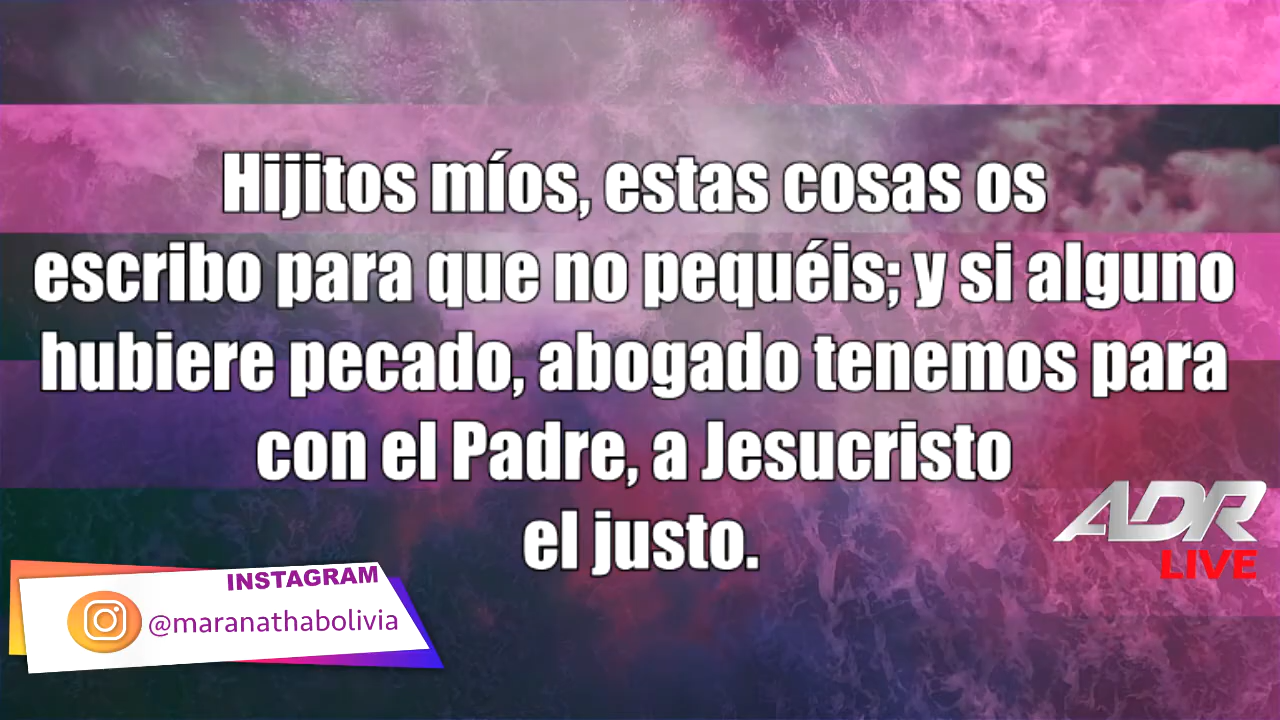 Hijitos míos, estas cosas os
escribo para que no pequéis; y si alguno
hubiere pecado, abogado tenemos para
con el Padre, a Jesucristo
el justo.
ADR
LIVE
INSTAGRAM
@maranathabolivia